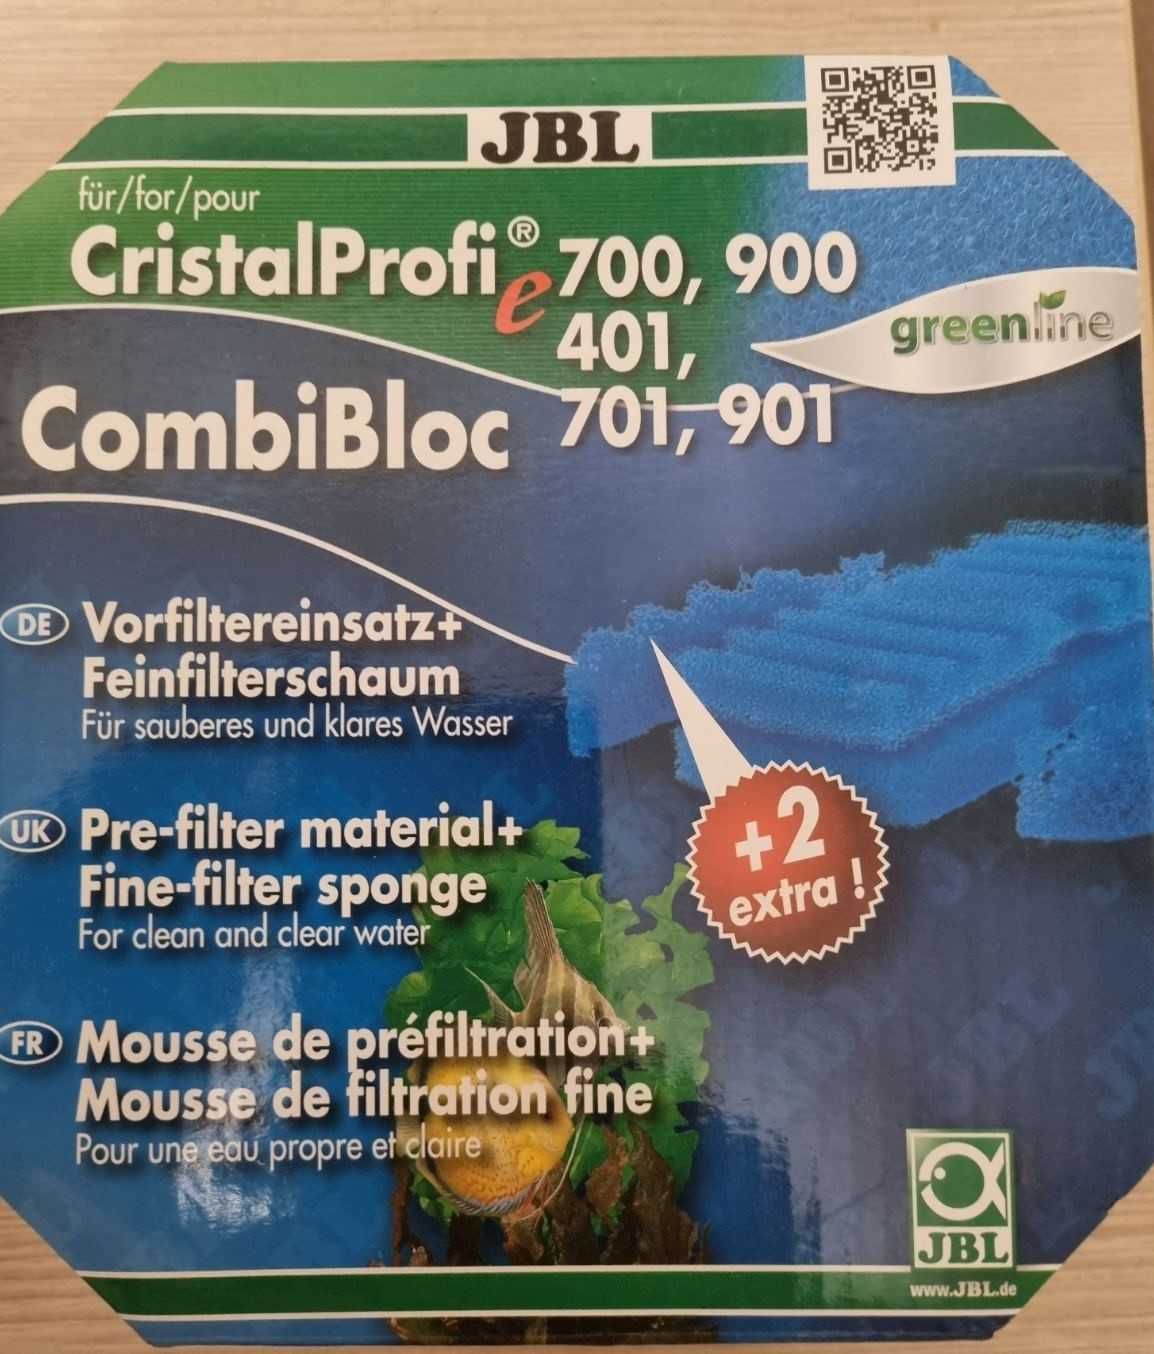 JBL
für/for/pour
CristalProfi® e 700, 900
401,
701, 901
greenline
CombiBloc
DE Vorfiltereinsatz+
Feinfilterschaum
Für sauberes und klares Wasser
UK Pre-filter material+
Fine-filter sponge
For clean and clear water
+2
extra !
FR Mousse de préfiltration+
Mousse de filtration fine
Pour une eau propre et claire
JBL
www.JBL.de